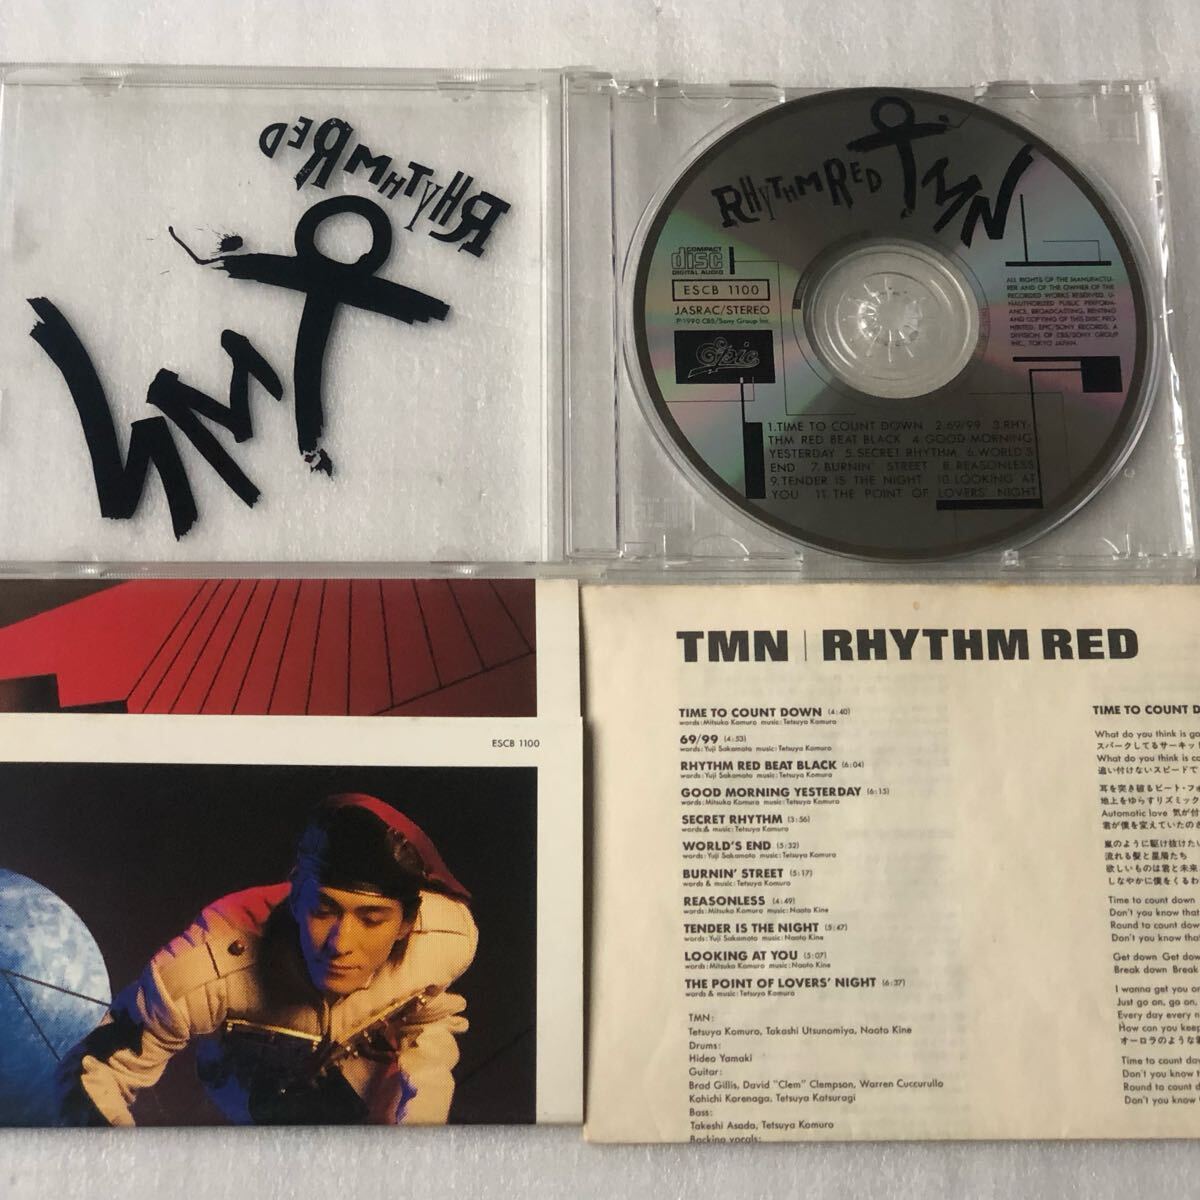 RHYTHM RED
TMN
RHYTHM RED TMN
COMPACT
disc
DIGITAL AUDIO
ESCB 1100
JASRAC/STEREO
℗1990 CBS/Sony Group Inc.
Epic
ALL RIGHTS OF THE MANUFACTU-
RER AND OF THE OWNER OF THE
RECORDED WORKS RESERVED. U-
NAUTHORIZED PUBLIC PERFORM-
ANCE, BROADCASTING, RENTING
AND COPYING OF THIS DISC PRO-
HIBITED. EPIC/SONY RECORDS, A
DIVISION OF CBS/SONY GROUP
INC., TOKYO JAPAN.
1.TIME TO COUNT DOWN 2.69/99 3.RHY-
THM RED BEAT BLACK 4.GOOD MORNING
YESTERDAY 5.SECRET RHYTHM 6.WORLD'S
END 7.BURNIN' STREET 8.REASONLESS
9.TENDER IS THE NIGHT 10.LOOKING AT
YOU 11.THE POINT OF LOVERS' NIGHT
ESCB 1100
TMN | RHYTHM RED
TIME TO COUNT DOWN (4:40)
words:Mitsuko Komuro music:Tetsuya Komuro
69/99 (4:53)
words:Yuji Sakamoto music:Tetsuya Komuro
RHYTHM RED BEAT BLACK (6:04)
words:Yuji Sakamoto music:Tetsuya Komuro
GOOD MORNING YESTERDAY (6:15)
words:Mitsuko Komuro music:Tetsuya Komuro
SECRET RHYTHM (3:56)
words& music:Tetsuya Komuro
WORLD'S END (5:32)
words:Yuji Sakamoto music:Tetsuya Komuro
BURNIN' STREET (5:17)
words & music:Tetsuya Komuro
REASONLESS (4:49)
words:Mitsuko Komuro music:Naoto Kine
TENDER IS THE NIGHT (5:47)
words:Yuji Sakamoto music:Naoto Kine
LOOKING AT YOU (5:07)
words:Mitsuko Komuro music:Naoto Kine
THE POINT OF LOVERS' NIGHT (6:37)
words & music:Tetsuya Komuro
TMN:
Tetsuya Komuro, Takashi Utsunomiya, Naoto Kine
Drums:
Hideo Yamaki
Guitar:
Brad Gillis, David "Clem" Clempson, Warren Cuccurullo
Kohichi Korenaga, Tetsuya Katsuragi
Bass:
Takeshi Asada, Tetsuya Komuro
Backing vocals:
TIME TO COUNT D
What do you think is go
スパークしてるサーキッ
What do you think is co
追い付けないスピードで
耳を突き破るビート・フォ
地上をゆらすリズミック
Automatic love 気が付
君が僕を変えていたのさ
嵐のように駆け抜けたい
流れる髪と星屑たち
欲しいものは君と未来
しなやかに僕をくるわ
Time to count down
Don't you know that
Round to count dow
Don't you know tha
Get down Get dow
Break down Break
I wanna get you on
Just go on, go on,
Every day every n
How can you keep
オーロラのような
Time to count dow
Don't you know t
Round to count d
Don't you know